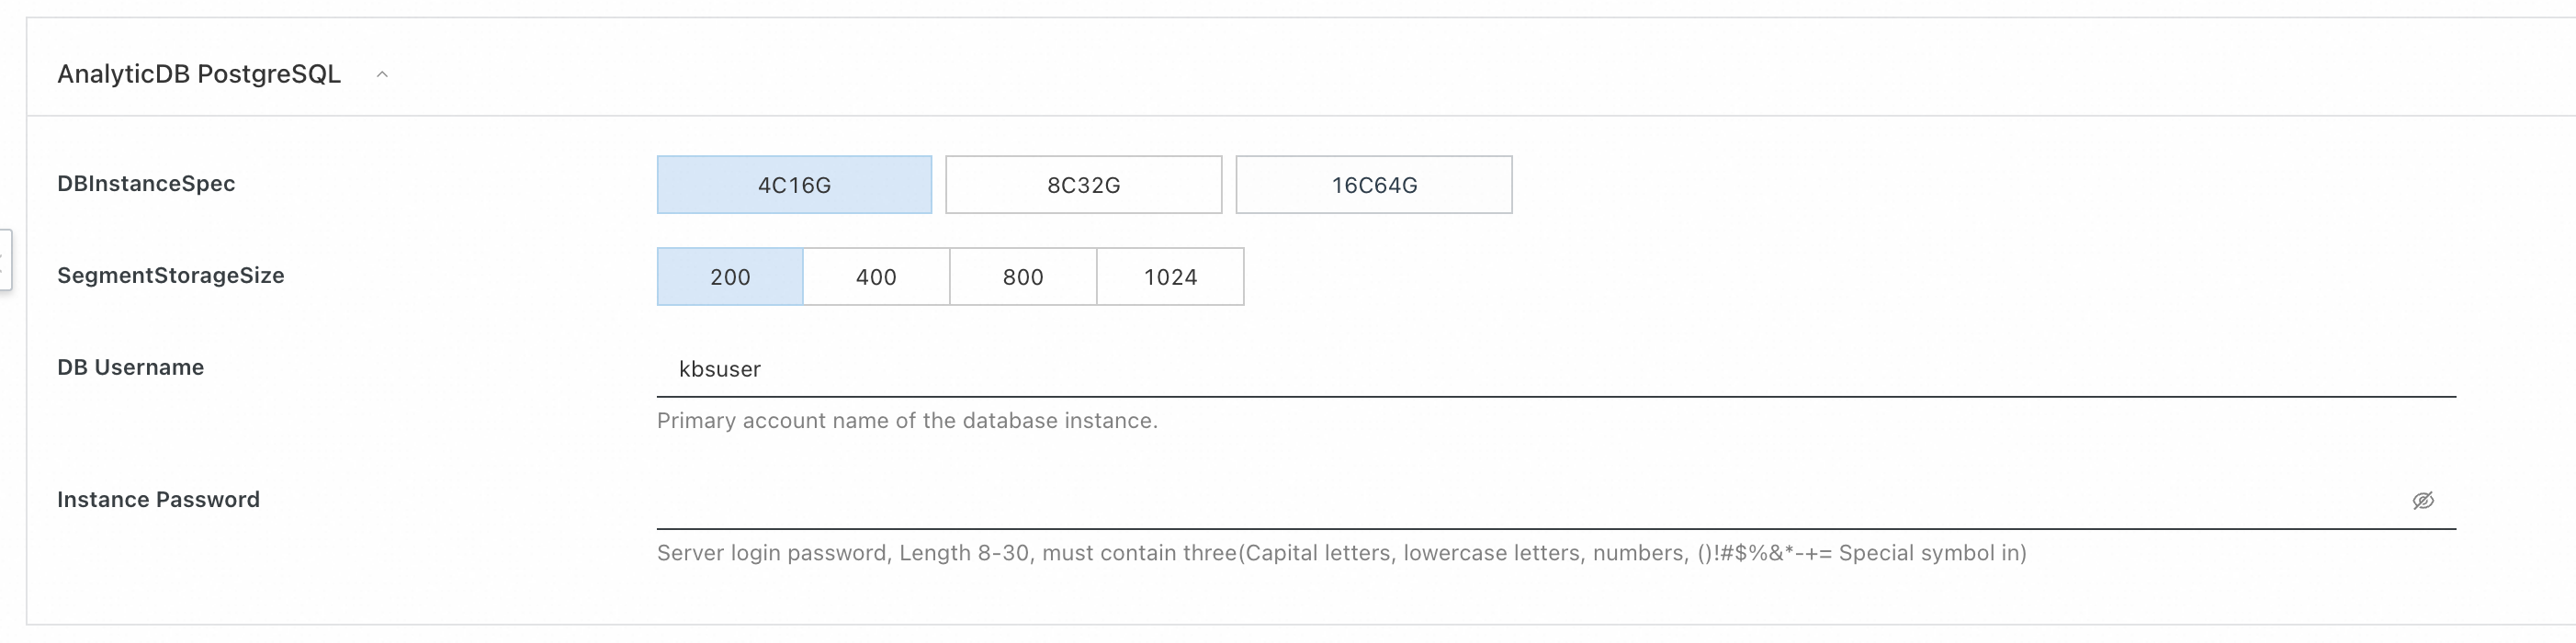 AnalyticDB PostgreSQL
DBInstanceSpec
4C16G 8C32G 16C64G
SegmentStorageSize
200 400 800 1024
DB Username
kbsuser
Primary account name of the database instance.
Instance Password
Server login password, Length 8-30, must contain three(Capital letters, lowercase letters, numbers, ()!#$%&*-+= Special symbol in)